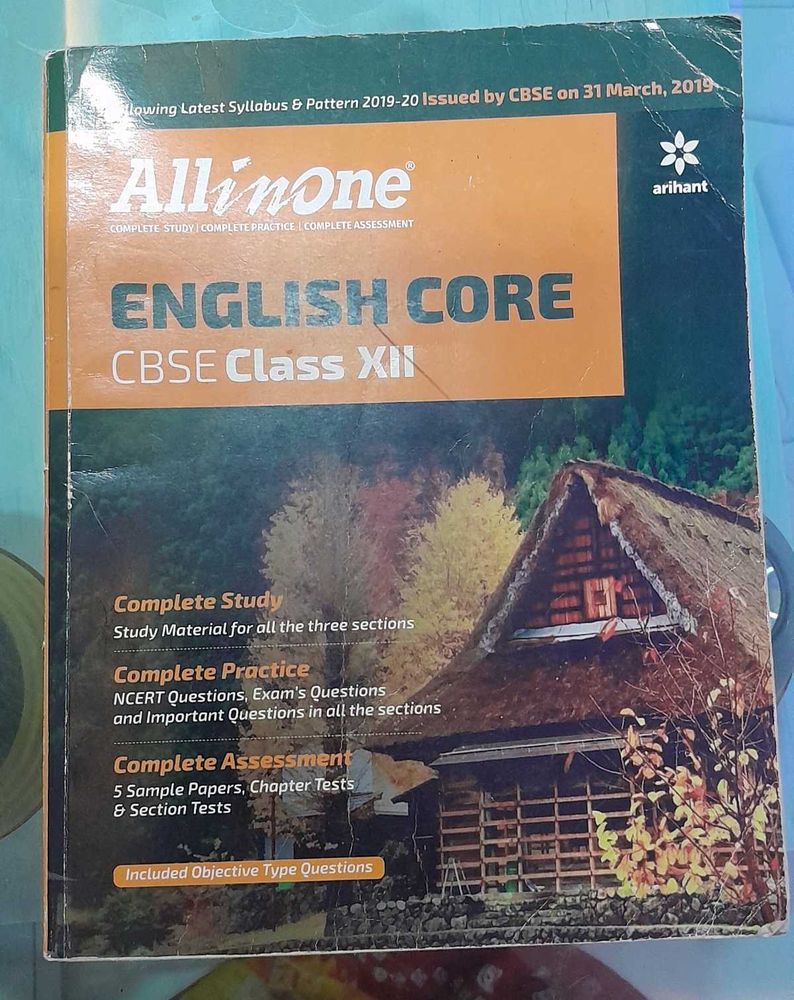 lowing Latest Syllabus & Pattern 2019-20 Issued by CBSE on 31 March, 2019
arihant
All in One®
COMPLETE STUDY | COMPLETE PRACTICE | COMPLETE ASSESSMENT
ENGLISH CORE
CBSE Class XII
Complete Study
Study Material for all the three sections
Complete Practice
NCERT Questions, Exam's Questions
and Important Questions in all the sections
Complete Assessment
5 Sample Papers, Chapter Tests
& Section Tests
Included Objective Type Questions